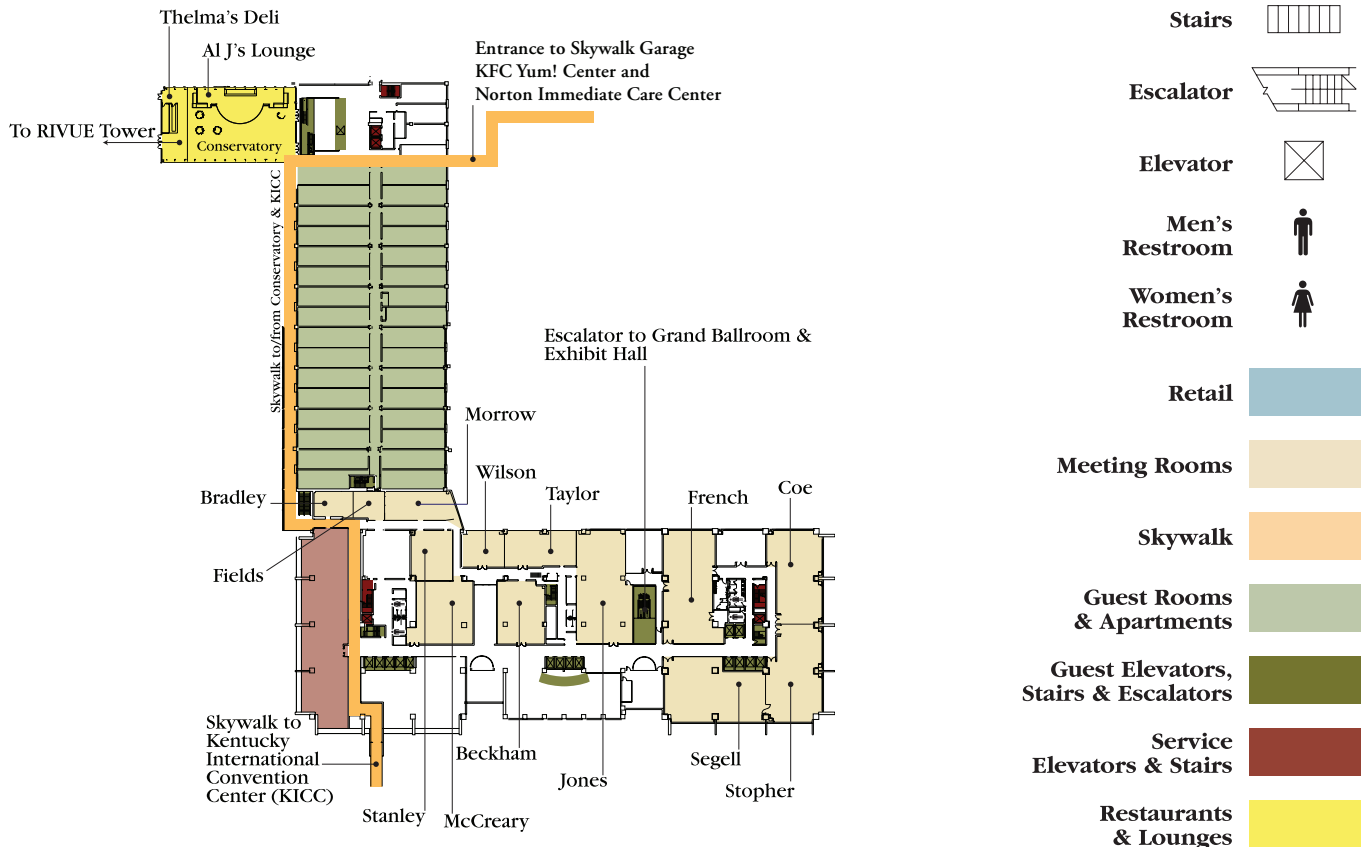 Thelma's Deli
Al J's Lounge
Entrance to Skywalk Garage
KFC Yum! Center and
Norton Immediate Care Center
To RIVUE Tower
Conservatory
Skywalk to/from Conservatory & KICC
Escalator to Grand Ballroom &
Exhibit Hall
Morrow
Wilson
Taylor
French
Coe
Bradley
Fields
Skywalk to
Kentucky
International
Convention
Center (KICC)
Stanley
McCreary
Beckham
Jones
Segell
Stopher
Stairs
Escalator
Elevator
Men's
Restroom
Women's
Restroom
Retail
Meeting Rooms
Skywalk
Guest Rooms
& Apartments
Guest Elevators,
Stairs & Escalators
Service
Elevators & Stairs
Restaurants
& Lounges